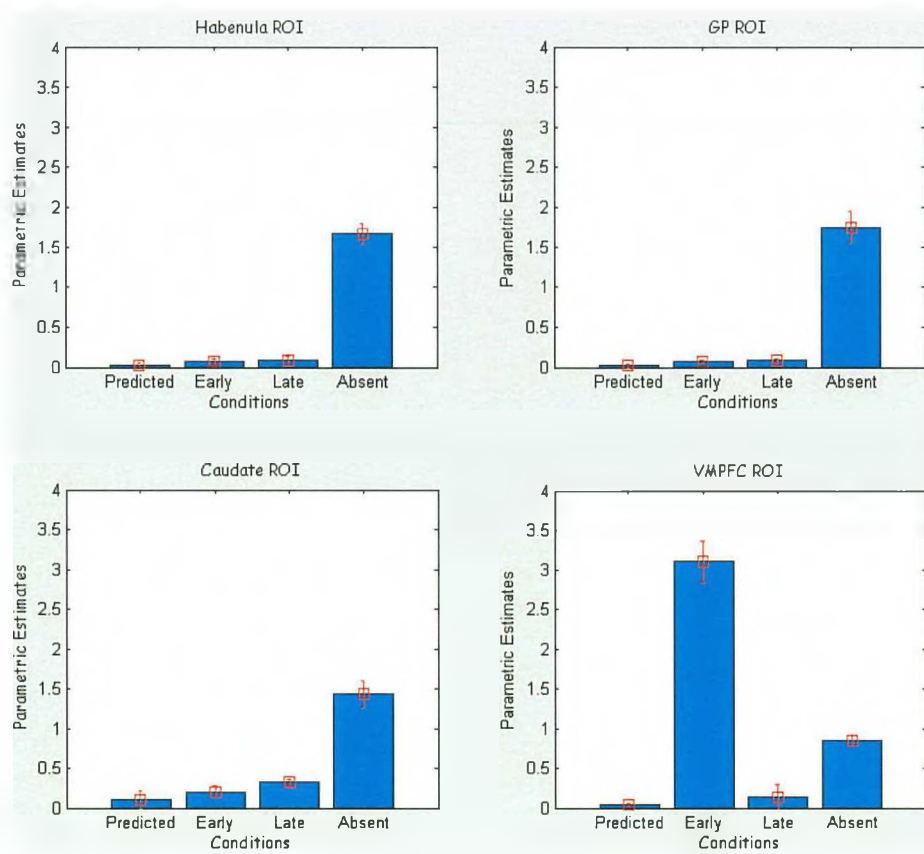 Habenula ROI
4
3.5
3
2.5
2
1.5
1
0.5
0
Parametric Estimates
Predicted Early Late Absent
Conditions
GP ROI
4
3.5
3
2.5
2
1.5
1
0.5
0
Parametric Estimates
Predicted Early Late Absent
Conditions
Caudate ROI
4
3.5
3
2.5
2
1.5
1
0.5
0
Parametric Estimates
Predicted Early Late Absent
Conditions
VMPFC ROI
4
3.5
3
2.5
2
1.5
1
0.5
0
Parametric Estimates
Predicted Early Late Absent
Conditions